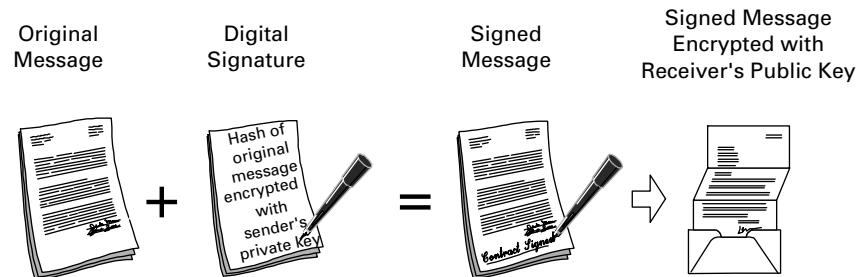 Original
Message
Digital
Signature
Signed
Message
Signed Message
Encrypted with
Receiver's Public Key
Hash of
original
message
encrypted
with
sender's
private key
+
=
Contract Signed